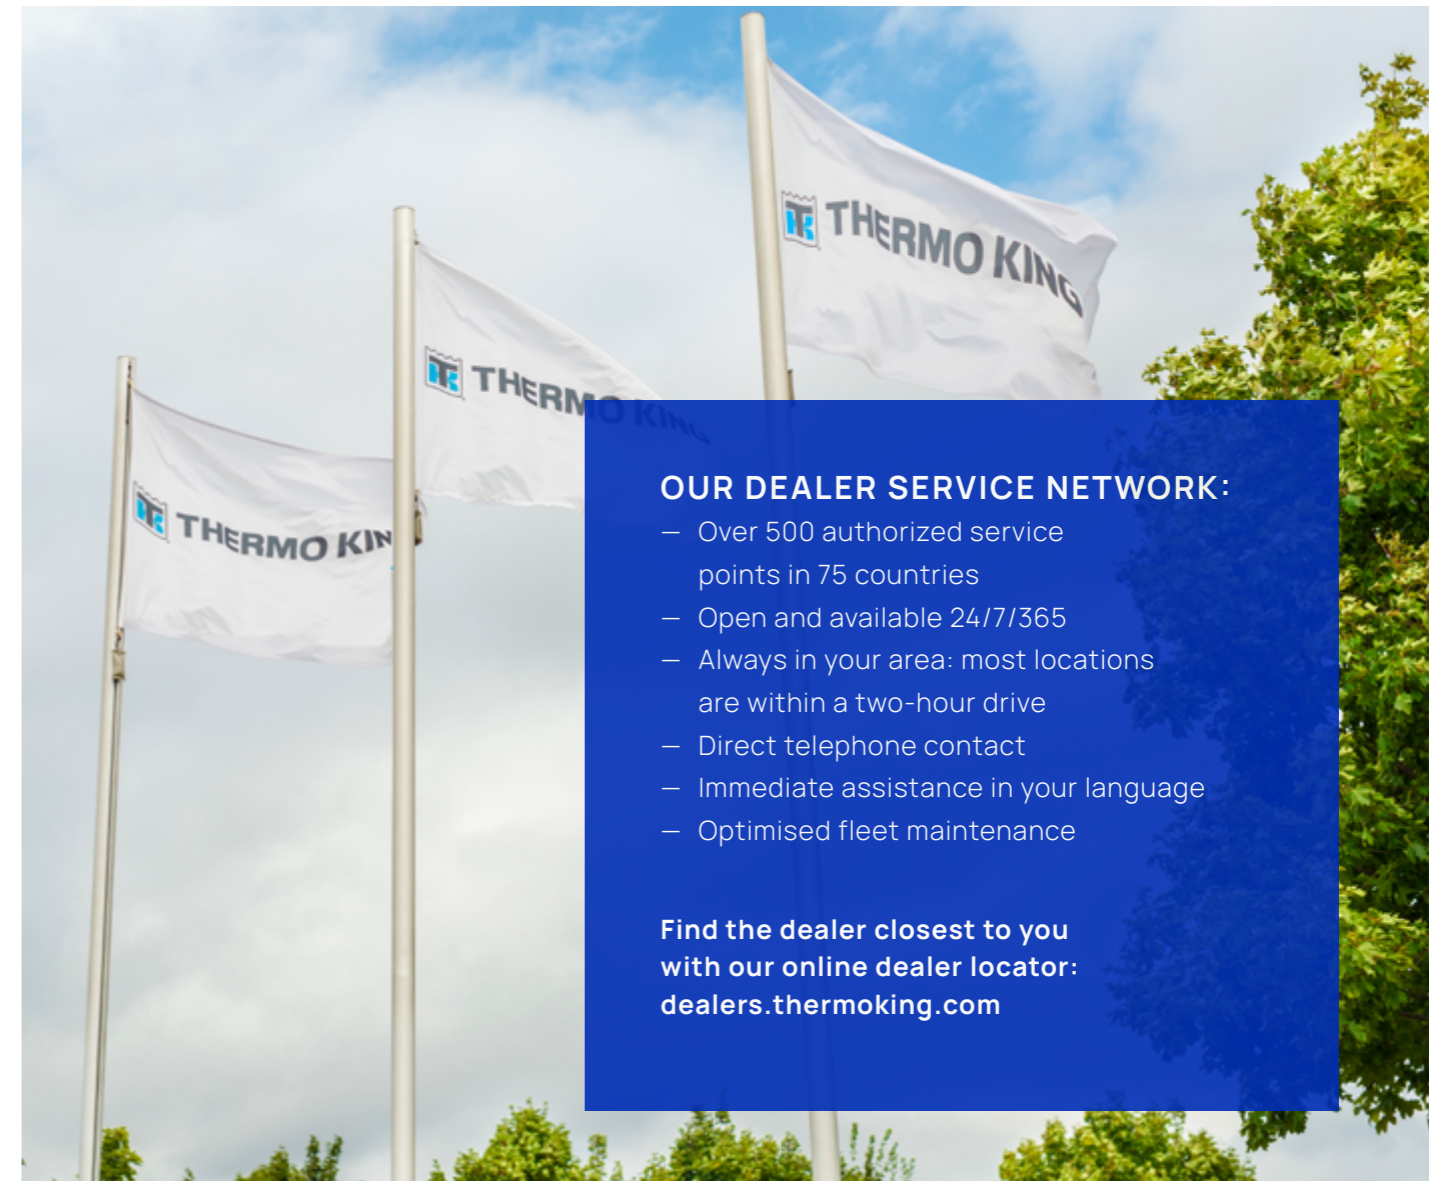 THERMO KING
THERMO KING
THERMO KIN
OUR DEALER SERVICE NETWORK:
— Over 500 authorized service
points in 75 countries
— Open and available 24/7/365
— Always in your area: most locations
are within a two-hour drive
— Direct telephone contact
— Immediate assistance in your language
— Optimised fleet maintenance
Find the dealer closest to you
with our online dealer locator:
dealers.thermoking.com